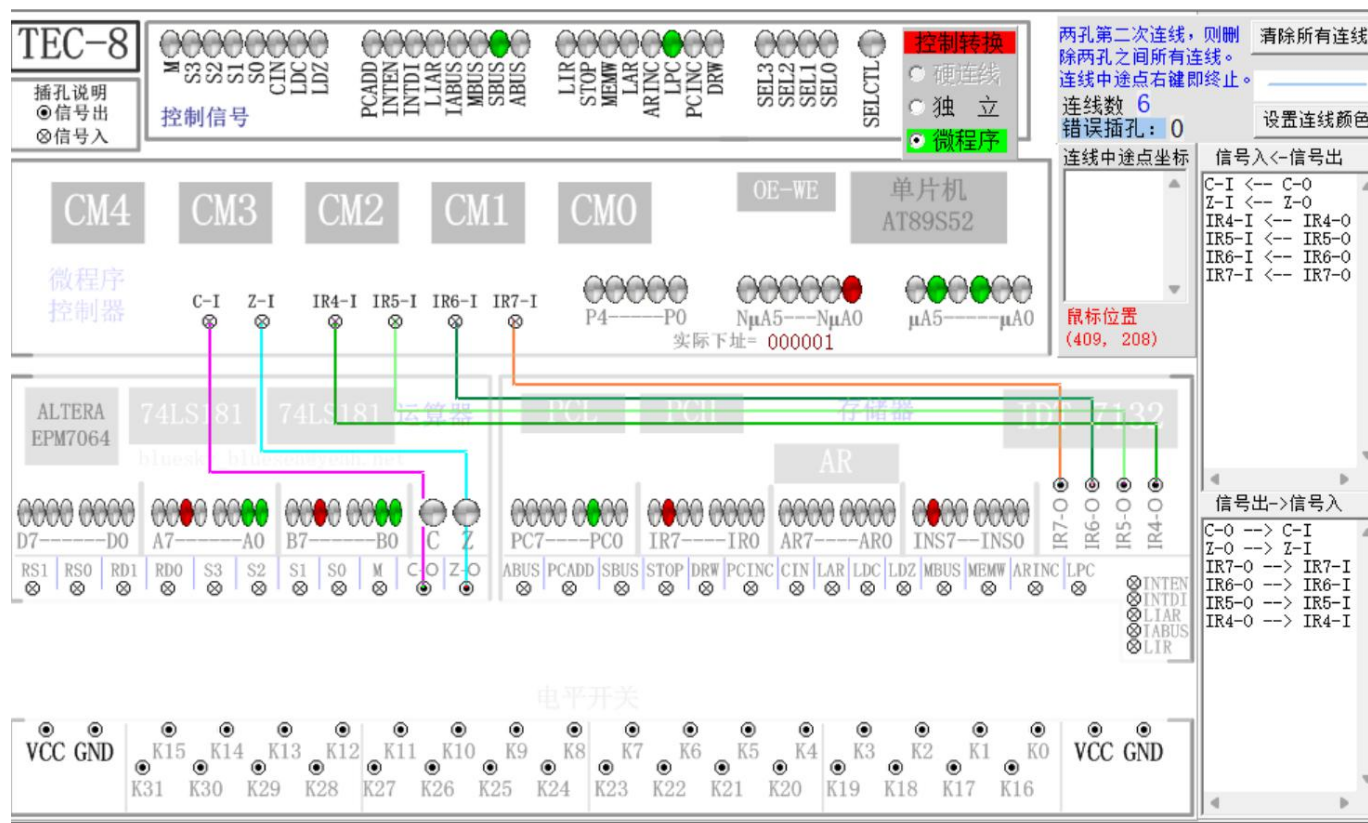 TEC-8
插孔说明
信号出
信号入
M S3 S2 S1 S0 CIN LDC LDZ
控制信号
PCADD INTEN INTDI LIAR IABUS MBUS SBUS ABUS
LIR STOP MEMW LAR ARINC LPC PCINC DRW
SEL3 SEL2 SEL1 SEL0
SELCTL
控制转换
硬连线
独 立
微程序
两孔第二次连线，则删
除两孔之间所有连线。
连线中途点右键即终止。
连线数 6
错误插孔：0
清除所有连线
设置连线颜色
CM4 CM3 CM2 CM1 CM0
OE-WE
单片机
AT89S52
微程序
控制器
C-I Z-I IR4-I IR5-I IR6-I IR7-I
P4-----P0
NμA5---NμA0
μA5-----μA0
实际下址= 000001
连线中途点坐标
鼠标位置
(409, 208)
信号入<-信号出
C-I <-- C-O
Z-I <-- Z-O
IR4-I <-- IR4-O
IR5-I <-- IR5-O
IR6-I <-- IR6-O
IR7-I <-- IR7-O
信号出->信号入
C-O --> C-I
Z-O --> Z-I
IR7-O --> IR7-I
IR6-O --> IR6-I
IR5-O --> IR5-I
IR4-O --> IR4-I
ALTERA
EPM7064
74LS181 74LS181 运算器
PCL PCH 存储器 IDT 7132
AR
D7------D0 A7------A0 B7------B0 C Z
PC7----PC0 IR7----IR0 AR7----AR0 INS7--INS0
IR7-O IR6-O IR5-O IR4-O
RS1 RS0 RD1 RD0 S3 S2 S1 S0 M C-O Z-O
ABUS PCADD SBUS STOP DRW PCINC CIN LAR LDC LDZ MBUS MEMW ARINC LPC
INTEN
INTDI
LIAR
IABUS
LIR
电平开关
VCC GND K15 K14 K13 K12 K11 K10 K9 K8 K7 K6 K5 K4 K3 K2 K1 K0 VCC GND
K31 K30 K29 K28 K27 K26 K25 K24 K23 K22 K21 K20 K19 K18 K17 K16